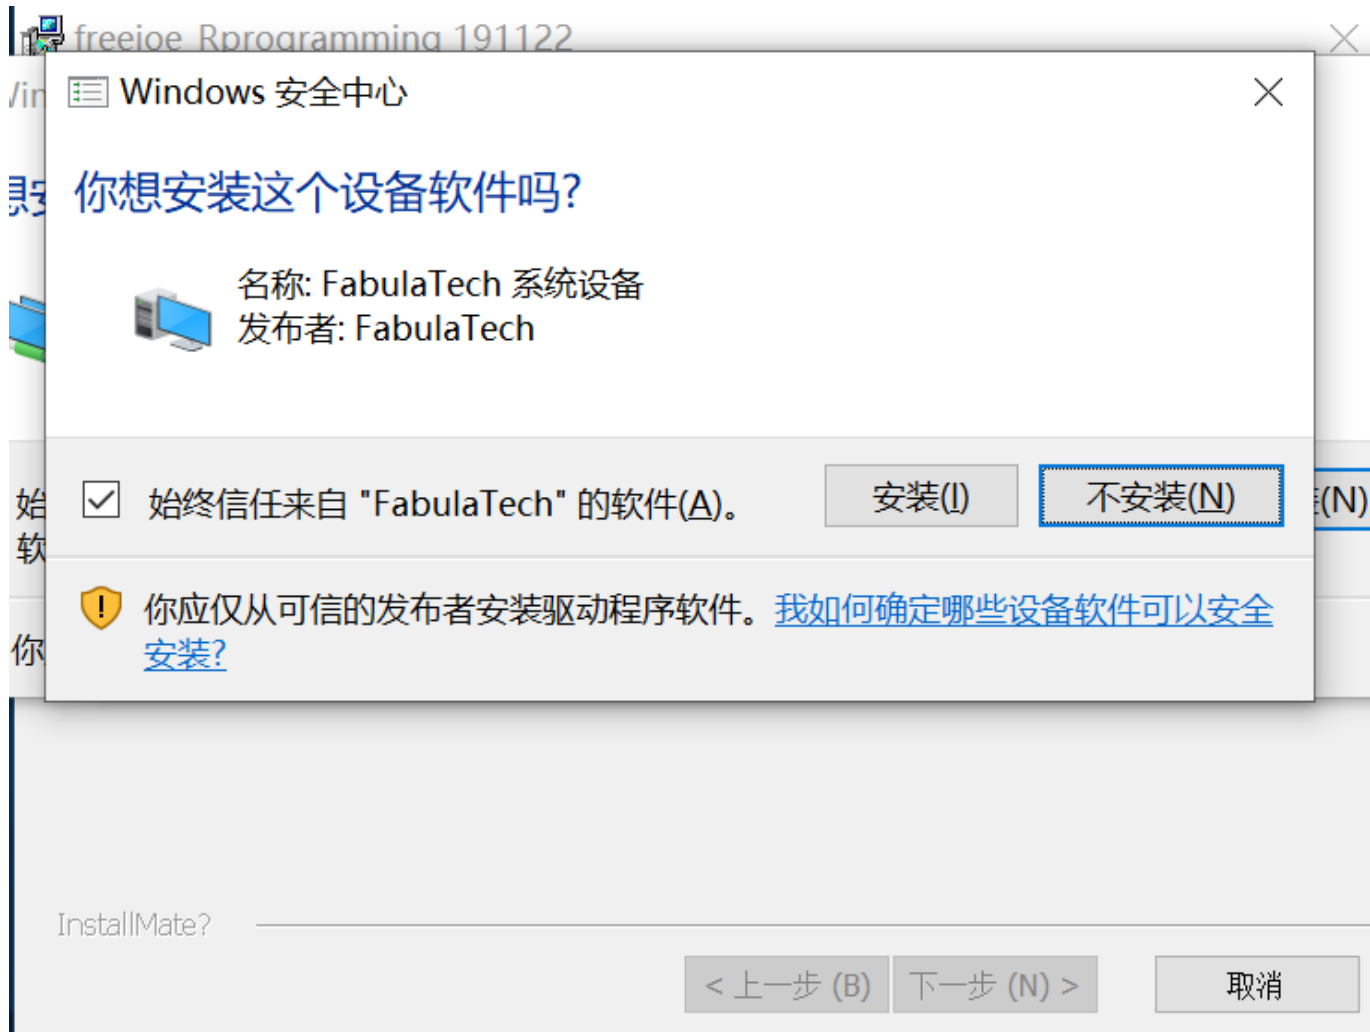 freeioe_Rprogramming 191122
Windows 安全中心
你想安装这个设备软件吗?
名称: FabulaTech 系统设备
发布者: FabulaTech
始终信任来自 "FabulaTech" 的软件(A)。
安装(I)
不安装(N)
(N)
始
软
你应仅从可信的发布者安装驱动程序软件。我如何确定哪些设备软件可以安全
安装?
你
InstallMate?
< 上一步 (B)
下一步 (N) >
取消